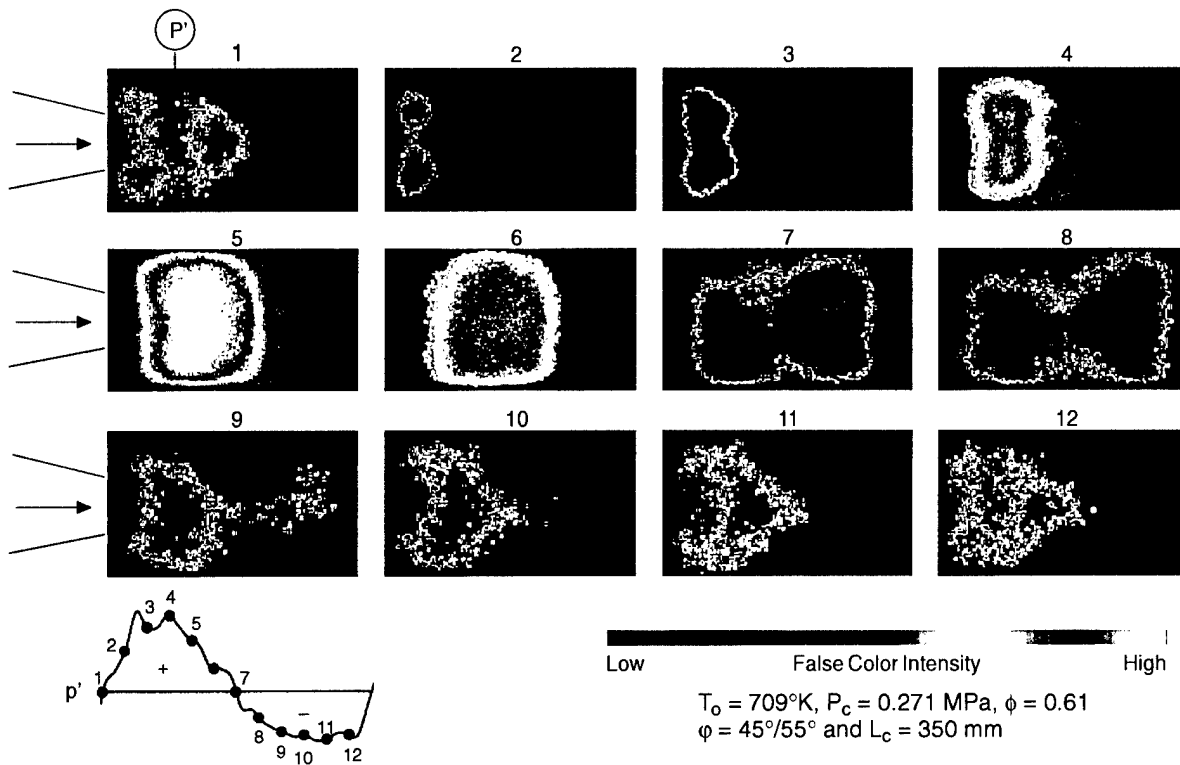 P'
1 2 3 4
5 6 7 8
9 10 11 12
p' 1 2 3 4 5 7 8 9 10 11 12
+
−
Low False Color Intensity High
T₀ = 709°K, P_c = 0.271 MPa, ϕ = 0.61
φ = 45°/55° and L_c = 350 mm